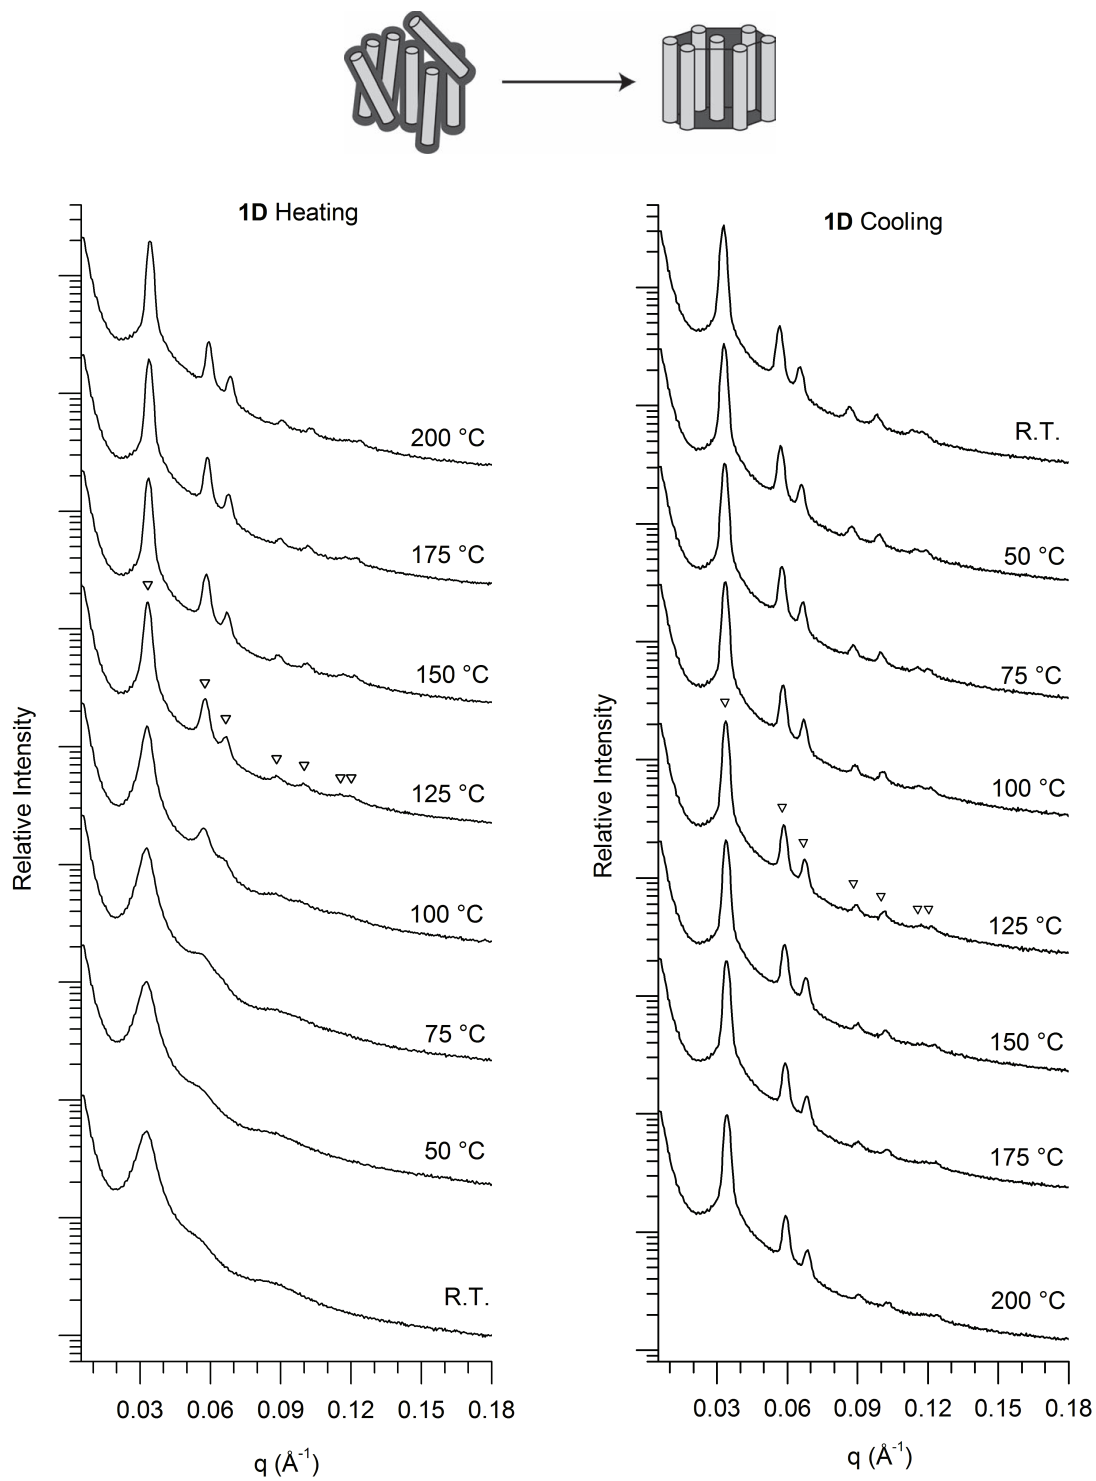 1D Heating
200 °C
175 °C
150 °C
125 °C
100 °C
75 °C
50 °C
R.T.
Relative Intensity
0.03 0.06 0.09 0.12 0.15 0.18
q (Å-1)
1D Cooling
R.T.
50 °C
75 °C
100 °C
125 °C
150 °C
175 °C
200 °C
Relative Intensity
0.03 0.06 0.09 0.12 0.15 0.18
q (Å-1)